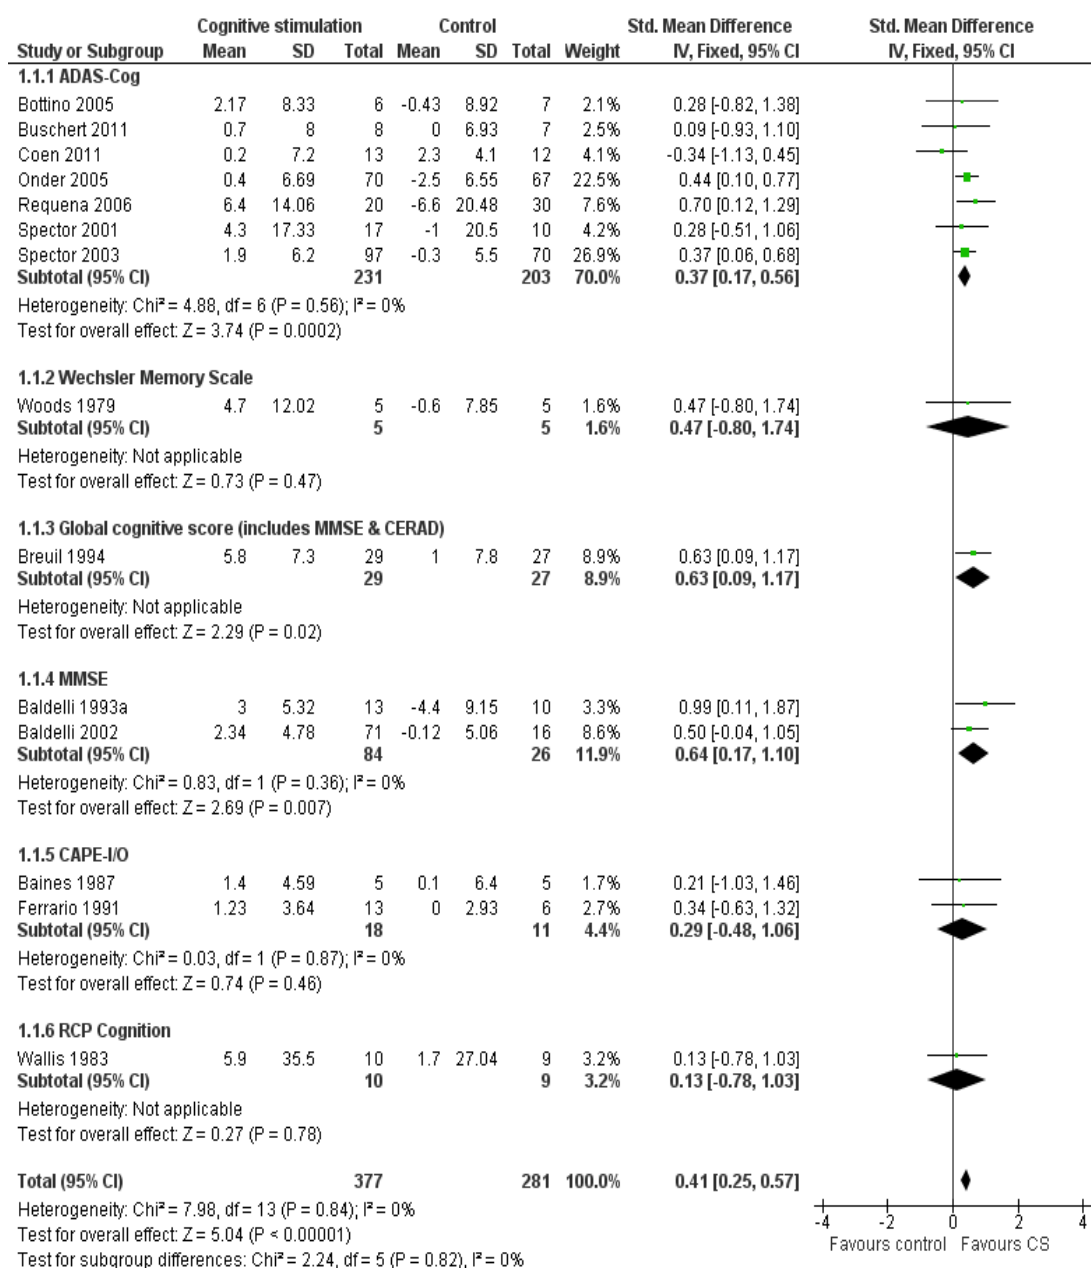 Cognitive stimulation Control Std. Mean Difference Std. Mean Difference
Study or Subgroup Mean SD Total Mean SD Total Weight IV, Fixed, 95% CI IV, Fixed, 95% CI
1.1.1 ADAS-Cog
Bottino 2005 2.17 8.33 6 -0.43 8.92 7 2.1% 0.28 [-0.82, 1.38]
Buschert 2011 0.7 8 8 0 6.93 7 2.5% 0.09 [-0.93, 1.10]
Coen 2011 0.2 7.2 13 2.3 4.1 12 4.1% -0.34 [-1.13, 0.45]
Onder 2005 0.4 6.69 70 -2.5 6.55 67 22.5% 0.44 [0.10, 0.77]
Requena 2006 6.4 14.06 20 -6.6 20.48 30 7.6% 0.70 [0.12, 1.29]
Spector 2001 4.3 17.33 17 -1 20.5 10 4.2% 0.28 [-0.51, 1.06]
Spector 2003 1.9 6.2 97 -0.3 5.5 70 26.9% 0.37 [0.06, 0.68]
Subtotal (95% CI) 231 203 70.0% 0.37 [0.17, 0.56]
Heterogeneity: Chi² = 4.88, df = 6 (P = 0.56); I² = 0%
Test for overall effect: Z = 3.74 (P = 0.0002)
1.1.2 Wechsler Memory Scale
Woods 1979 4.7 12.02 5 -0.6 7.85 5 1.6% 0.47 [-0.80, 1.74]
Subtotal (95% CI) 5 5 1.6% 0.47 [-0.80, 1.74]
Heterogeneity: Not applicable
Test for overall effect: Z = 0.73 (P = 0.47)
1.1.3 Global cognitive score (includes MMSE & CERAD)
Breuil 1994 5.8 7.3 29 1 7.8 27 8.9% 0.63 [0.09, 1.17]
Subtotal (95% CI) 29 27 8.9% 0.63 [0.09, 1.17]
Heterogeneity: Not applicable
Test for overall effect: Z = 2.29 (P = 0.02)
1.1.4 MMSE
Baldelli 1993a 3 5.32 13 -4.4 9.15 10 3.3% 0.99 [0.11, 1.87]
Baldelli 2002 2.34 4.78 71 -0.12 5.06 16 8.6% 0.50 [-0.04, 1.05]
Subtotal (95% CI) 84 26 11.9% 0.64 [0.17, 1.10]
Heterogeneity: Chi² = 0.83, df = 1 (P = 0.36); I² = 0%
Test for overall effect: Z = 2.69 (P = 0.007)
1.1.5 CAPE-I/O
Baines 1987 1.4 4.59 5 0.1 6.4 5 1.7% 0.21 [-1.03, 1.46]
Ferrario 1991 1.23 3.64 13 0 2.93 6 2.7% 0.34 [-0.63, 1.32]
Subtotal (95% CI) 18 11 4.4% 0.29 [-0.48, 1.06]
Heterogeneity: Chi² = 0.03, df = 1 (P = 0.87); I² = 0%
Test for overall effect: Z = 0.74 (P = 0.46)
1.1.6 RCP Cognition
Wallis 1983 5.9 35.5 10 1.7 27.04 9 3.2% 0.13 [-0.78, 1.03]
Subtotal (95% CI) 10 9 3.2% 0.13 [-0.78, 1.03]
Heterogeneity: Not applicable
Test for overall effect: Z = 0.27 (P = 0.78)
Total (95% CI) 377 281 100.0% 0.41 [0.25, 0.57]
Heterogeneity: Chi² = 7.98, df = 13 (P = 0.84); I² = 0%
Test for overall effect: Z = 5.04 (P < 0.00001)
Test for subgroup differences: Chi² = 2.24, df = 5 (P = 0.82), I² = 0%
-4 -2 0 2 4
Favours control Favours CS